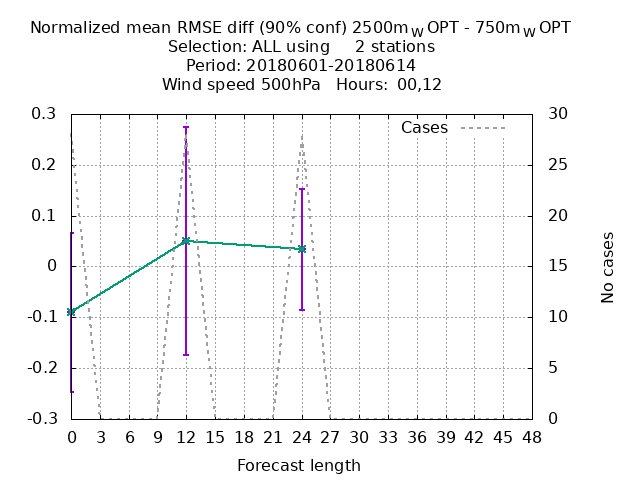 Normalized mean RMSE diff (90% conf) 2500m_W OPT - 750m_W OPT
Selection: ALL using 2 stations
Period: 20180601-20180614
Wind speed 500hPa Hours: 00,12
Cases
0.3
0.2
0.1
0
-0.1
-0.2
-0.3
30
25
20
15
10
5
0
No cases
0 3 6 9 12 15 18 21 24 27 30 33 36 39 42 45 48
Forecast length